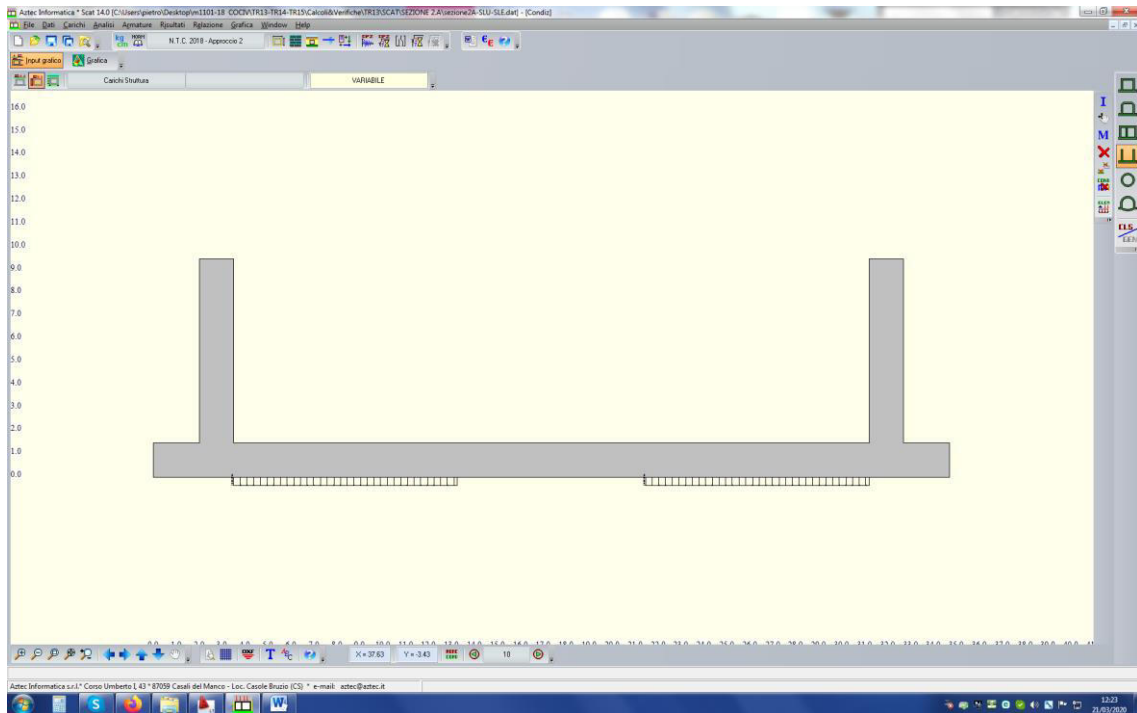 Aztec Informatica * Scat 14.0 [C:\Users\pietro\Desktop\m1101-18 COCIV\TR13-TR14-TR15\Calcoli&Verifiche\TR13\SCAT\SEZIONE 2.A\sezione2A-SLU-SLE.dat] - [Condiz]
File Dati Carichi Analisi Armature Risultati Relazione Grafica Window Help
N.T.C. 2018 - Approccio 2
Input grafico Grafica
Carichi Struttura VARIABILE
16.0
15.0
14.0
13.0
12.0
11.0
10.0
9.0
8.0
7.0
6.0
5.0
4.0
3.0
2.0
1.0
0.0
I
M
CLS
X = 37.63 Y = -3.43 10
Aztec Informatica s.r.l.* Corso Umberto I, 43 * 87059 Casali del Manco - Loc. Casole Bruzio (CS) * e-mail: aztec@aztec.it
12:23
21/03/2020